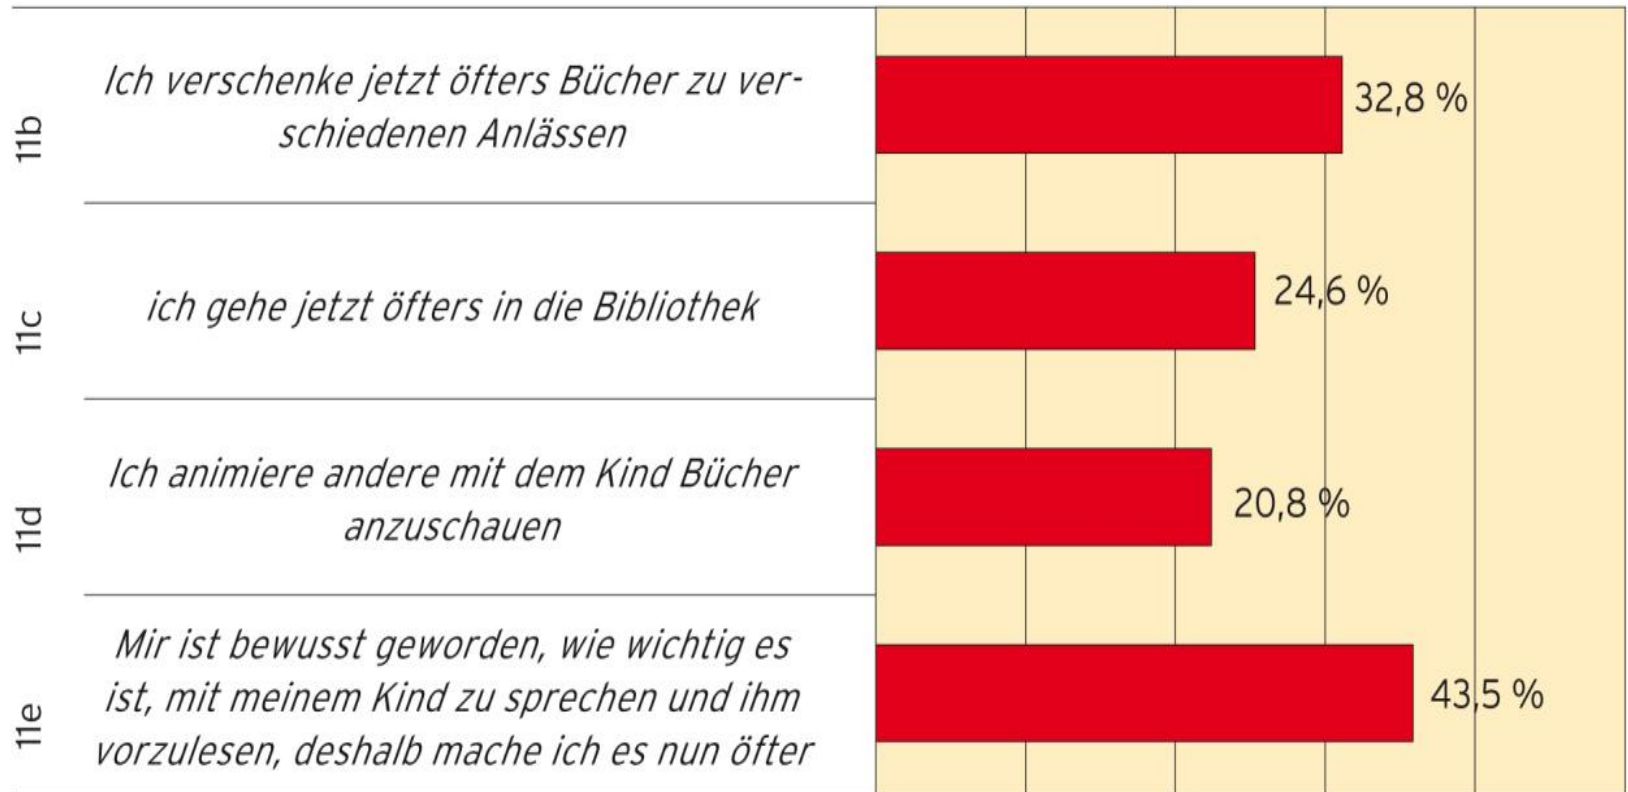 11b
Ich verschenke jetzt öfters Bücher zu ver-
schiedenen Anlässen
32,8 %
11c
ich gehe jetzt öfters in die Bibliothek
24,6 %
11d
Ich animiere andere mit dem Kind Bücher
anzuschauen
20,8 %
11e
Mir ist bewusst geworden, wie wichtig es
ist, mit meinem Kind zu sprechen und ihm
vorzulesen, deshalb mache ich es nun öfter
43,5 %